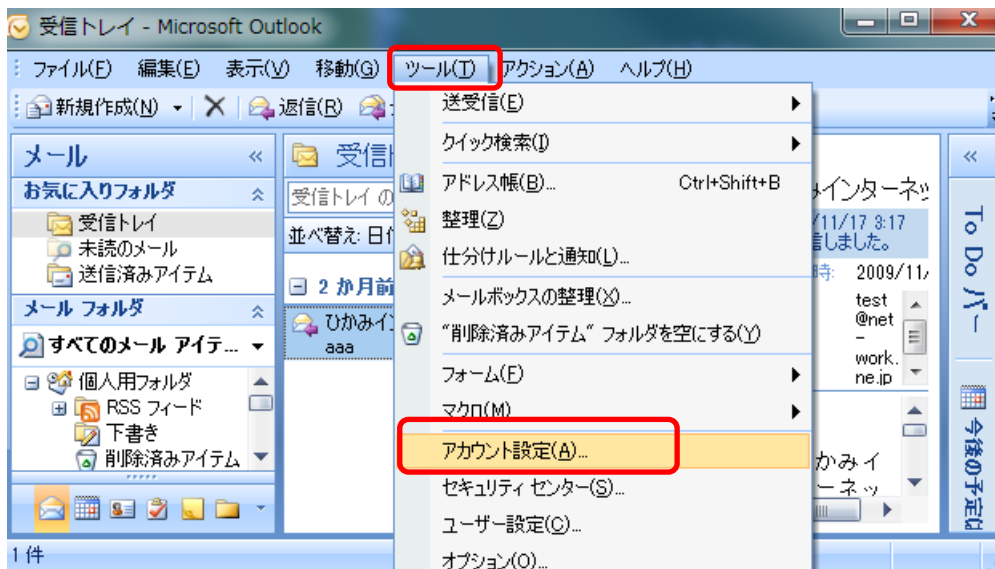 受信トレイ - Microsoft Outlook
ファイル(F) 編集(E) 表示(V) 移動(G) ツール(T) アクション(A) ヘルプ(H)
新規作成(N) 返信(R)
メール
お気に入りフォルダ
受信トレイ
未読のメール
送信済みアイテム
メール フォルダ
すべてのメール アイテ...
個人用フォルダ
RSS フィード
下書き
削除済みアイテム
1 件
受信
受信トレイ の
並べ替え: 日
2 か月前
ひかみイ
aaa
送受信(E)
クイック検索(I)
アドレス帳(B)... Ctrl+Shift+B
整理(Z)
仕分けルールと通知(L)...
メールボックスの整理(X)...
"削除済みアイテム" フォルダを空にする(Y)
フォーム(F)
マクロ(M)
アカウント設定(A)...
セキュリティ センター(S)...
ユーザー設定(C)...
オプション(O)...
みインターネッ
/11/17 3:17
信しました。
時: 2009/11/
test
@net
-
work.
ne.jp
かみイ
ーネッ
To Do バー
今後の予定は